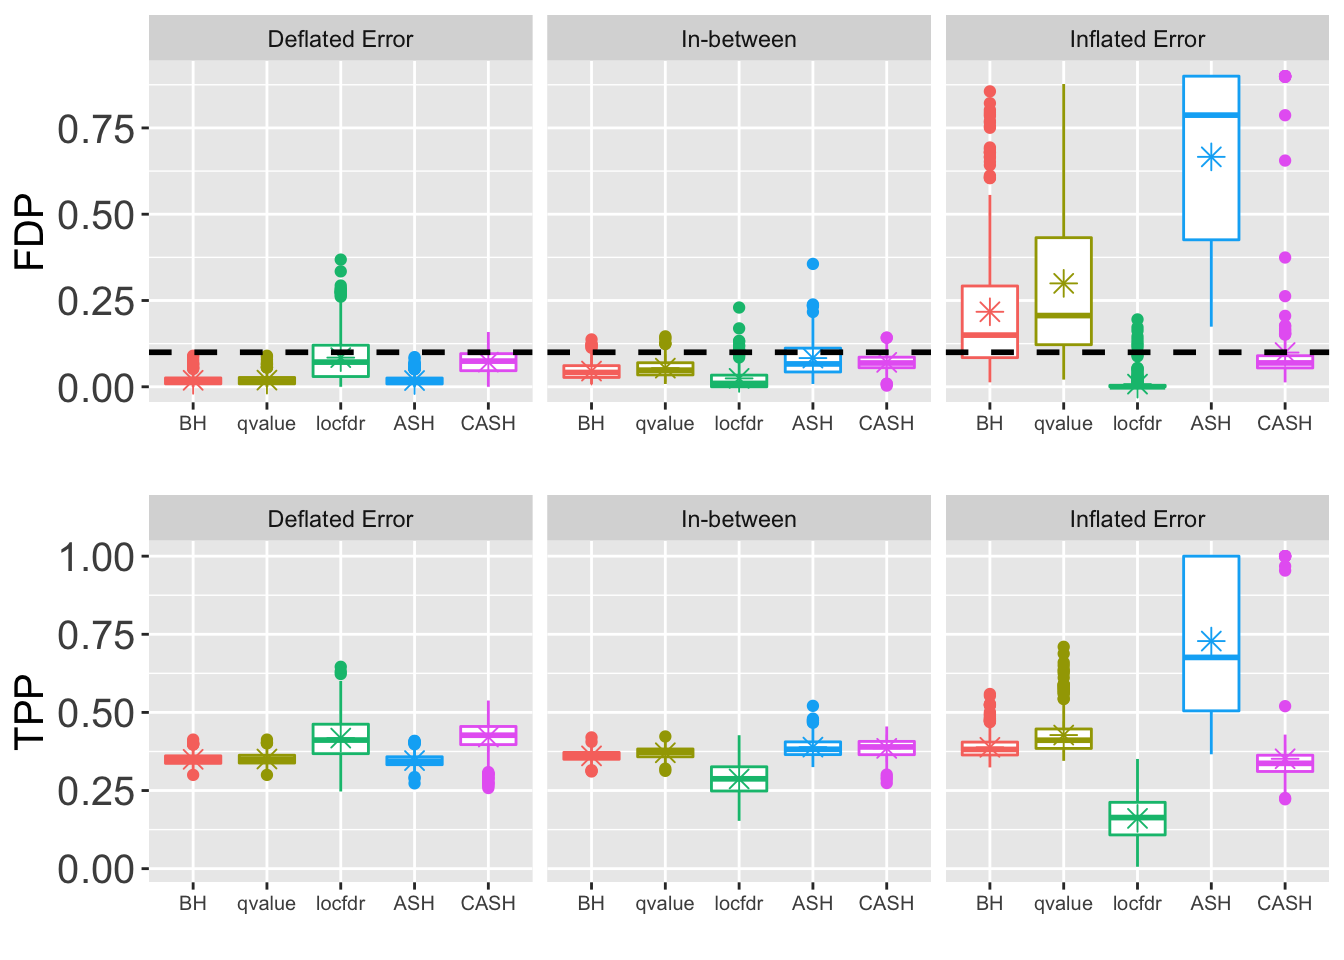 Deflated Error In-between Inflated Error
FDP
0.75
0.50
0.25
0.00
BH qvalue locfdr ASH CASH BH qvalue locfdr ASH CASH BH qvalue locfdr ASH CASH
Deflated Error In-between Inflated Error
TPP
1.00
0.75
0.50
0.25
0.00
BH qvalue locfdr ASH CASH BH qvalue locfdr ASH CASH BH qvalue locfdr ASH CASH